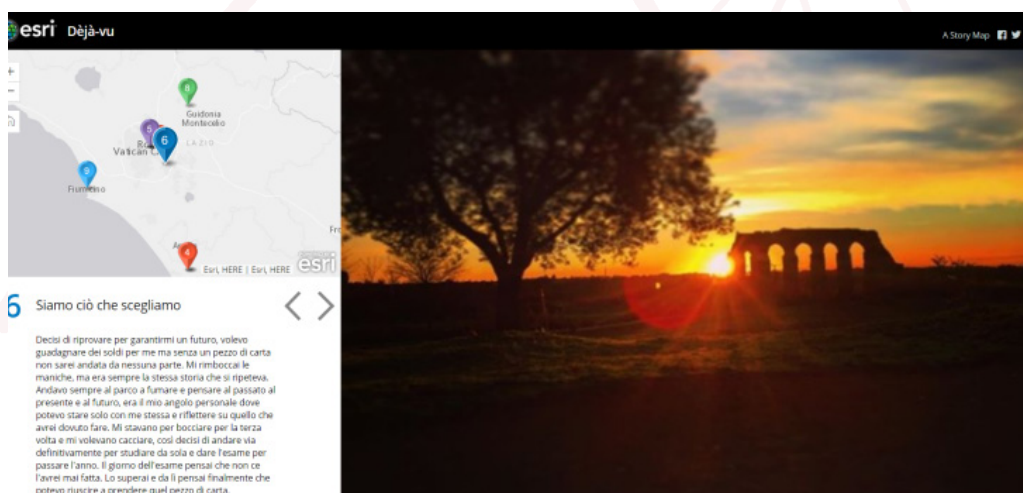 esri Dèjà-vu
A Story Map
8
Guidonia
Montecelio
5
6
LAZIO
Vatican
9
Fiumicino
4
Esri, HERE | Esri, HERE
esri
6 Siamo ciò che scegliamo
Decisi di riprovare per garantirmi un futuro, volevo
guadagnare dei soldi per me ma senza un pezzo di carta
non sarei andata da nessuna parte. Mi rimboccai le
maniche, ma era sempre la stessa storia che si ripeteva.
Andavo sempre al parco a fumare e pensare al passato al
presente e al futuro, era il mio angolo personale dove
potevo stare solo con me stessa e riflettere su quello che
avrei dovuto fare. Mi stavano per bocciare per la terza
volta e mi volevano cacciare, così decisi di andare via
definitivamente per studiare da sola e dare l'esame per
passare l'anno. Il giorno dell'esame pensai che non ce
l'avrei mai fatta. Lo superai e da lì pensai finalmente che
potevo riuscire a prendere quel pezzo di carta.